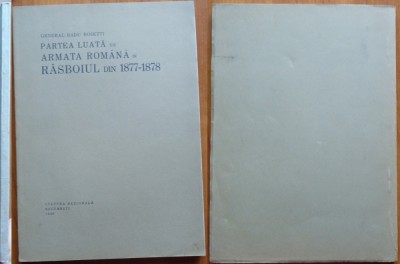 GENERAL RADU ROSETTI
PARTEA LUATĂ DE
ARMATA ROMÂNĂ ÎN
RĂSBOIUL DIN 1877-1878
CULTURA NAȚIONALĂ
BUCUREȘTI